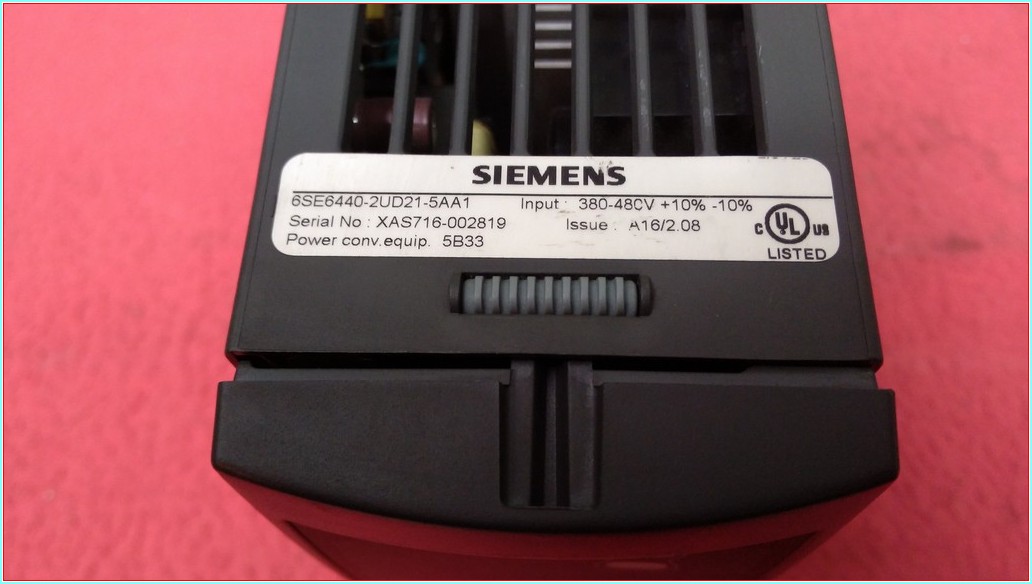 SIEMENS
6SE6440-2UD21-5AA1 Input : 380-480V +10% -10%
Serial No : XAS716-002819 Issue : A16/2.08
Power conv.equip. 5B33
C UL US
LISTED